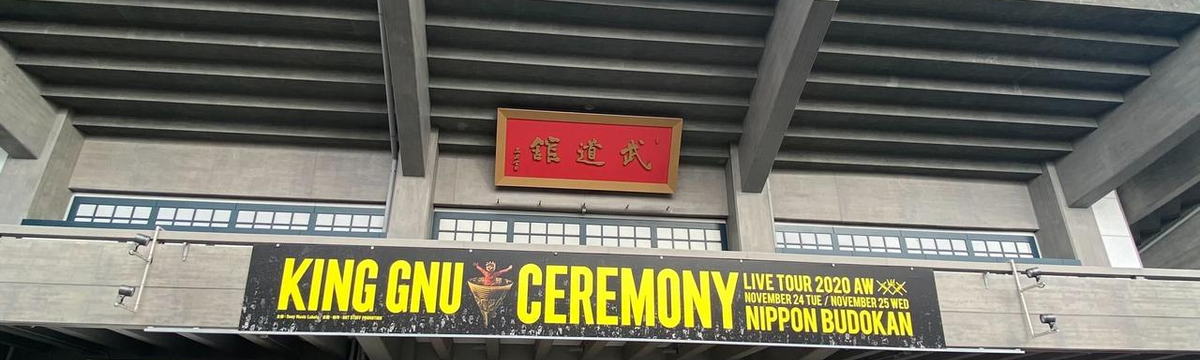 武道館
KING GNU CEREMONY
LIVE TOUR 2020 AW
NOVEMBER 24 TUE / NOVEMBER 25 WED
NIPPON BUDOKAN